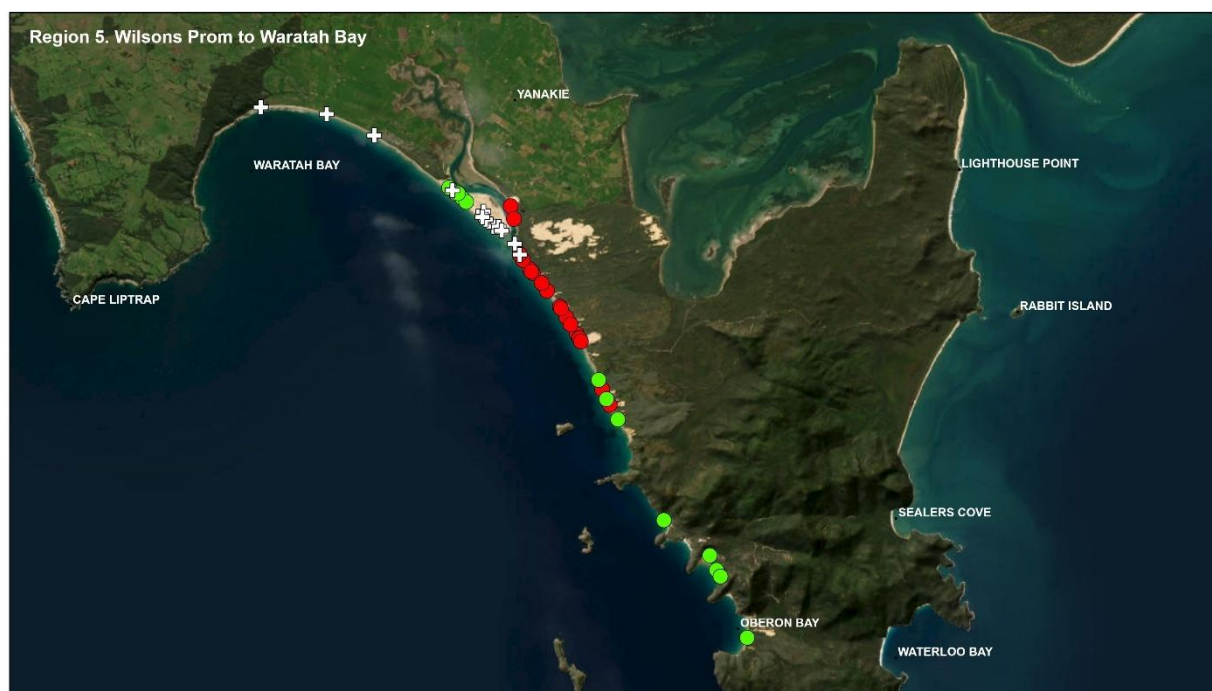 Region 5. Wilsons Prom to Waratah Bay
YANAKIE
WARATAH BAY
LIGHTHOUSE POINT
CAPE LIPTRAP
RABBIT ISLAND
SEALERS COVE
OBERON BAY
WATERLOO BAY